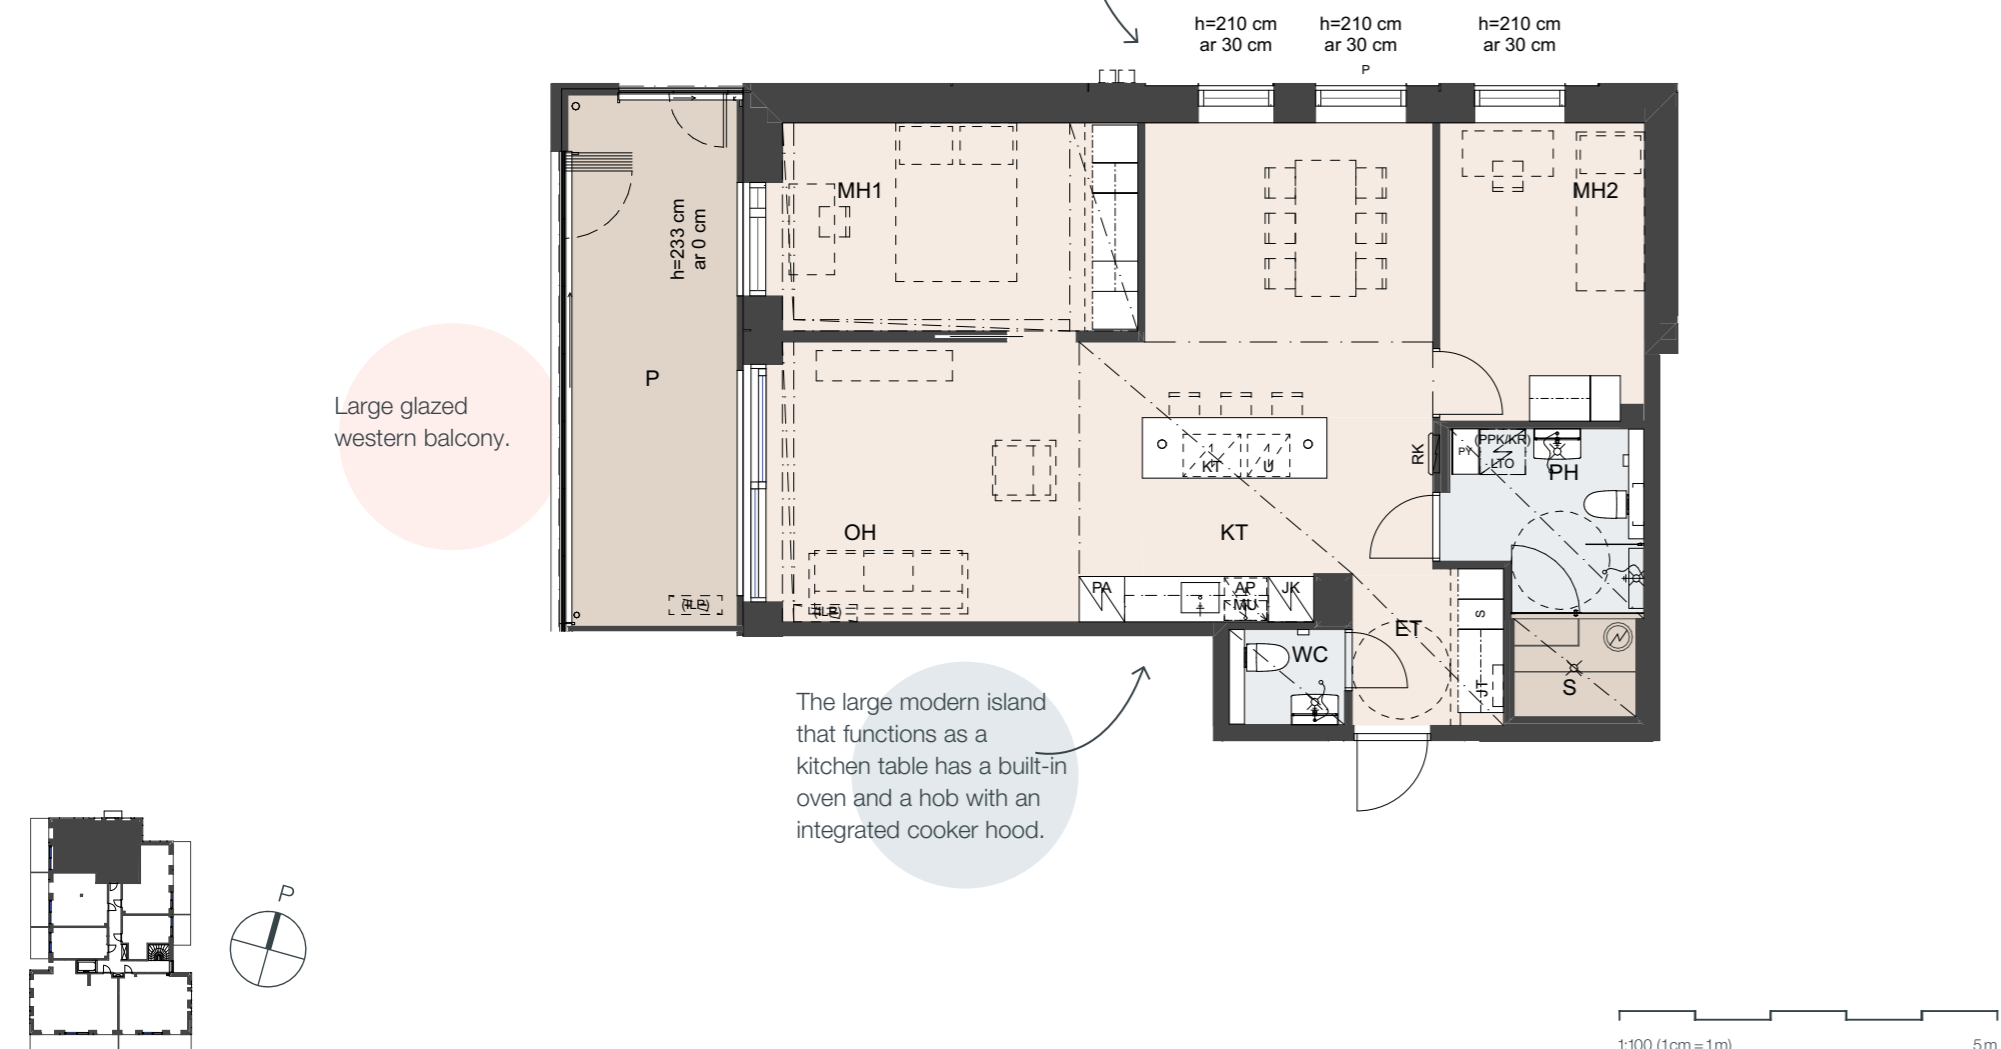 h=210 cm
ar 30 cm
h=210 cm
ar 30 cm
h=210 cm
ar 30 cm
P
MH1
MH2
h=233 cm
ar 0 cm
P
Large glazed
western balcony.
OH
KT
KT
U
RK
PY
(PPK/KR)
LTO
PH
PA
AP
MU
JK
(ILP)
(ILP)
ET
S
JT
WC
S
The large modern island
that functions as a
kitchen table has a built-in
oven and a hob with an
integrated cooker hood.
P
1:100 (1cm = 1m)
5 m